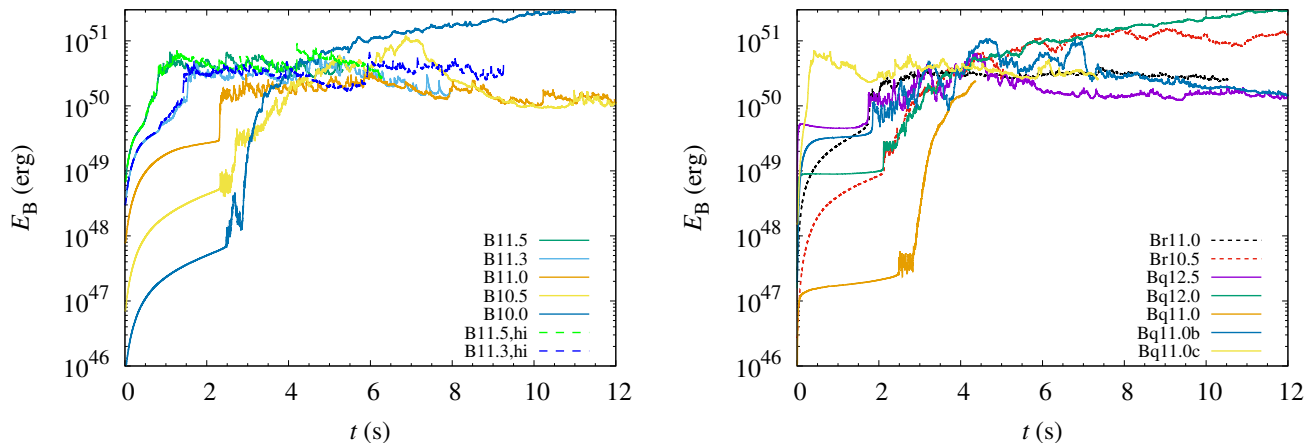 10^51
10^50
10^49
10^48
10^47
10^46
E_B (erg)
B11.5
B11.3
B11.0
B10.5
B10.0
B11.5,hi
B11.3,hi
0 2 4 6 8 10 12
t (s)
10^51
10^50
10^49
10^48
10^47
10^46
E_B (erg)
Br11.0
Br10.5
Bq12.5
Bq12.0
Bq11.0
Bq11.0b
Bq11.0c
0 2 4 6 8 10 12
t (s)